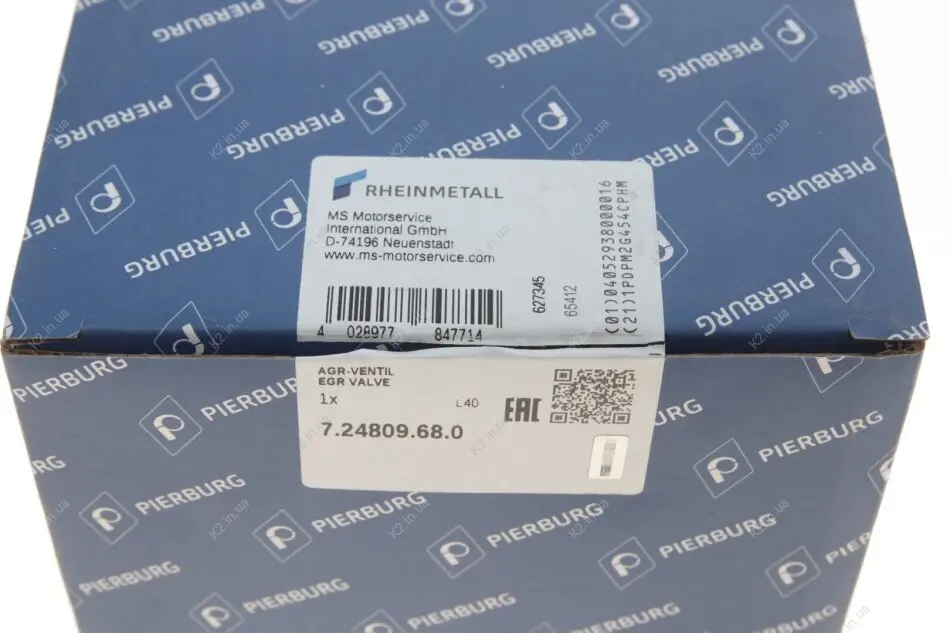 PIERBURG
RHEINMETALL
MS Motorservice
International GmbH
D-74196 Neuenstadt
www.ms-motorservice.com
4 028977 847714
627345
65412
(01)04052938000016
(21)1PDPM2G454CPHM
AGR-VENTIL
EGR VALVE
1x
L40
EAC
7.24809.68.0
PIERBURG
PIERBURG
PIERBURG
PIERBURG
PIERBURG
PIERBURG
PIERBURG
PIERBURG
K2.in.ua